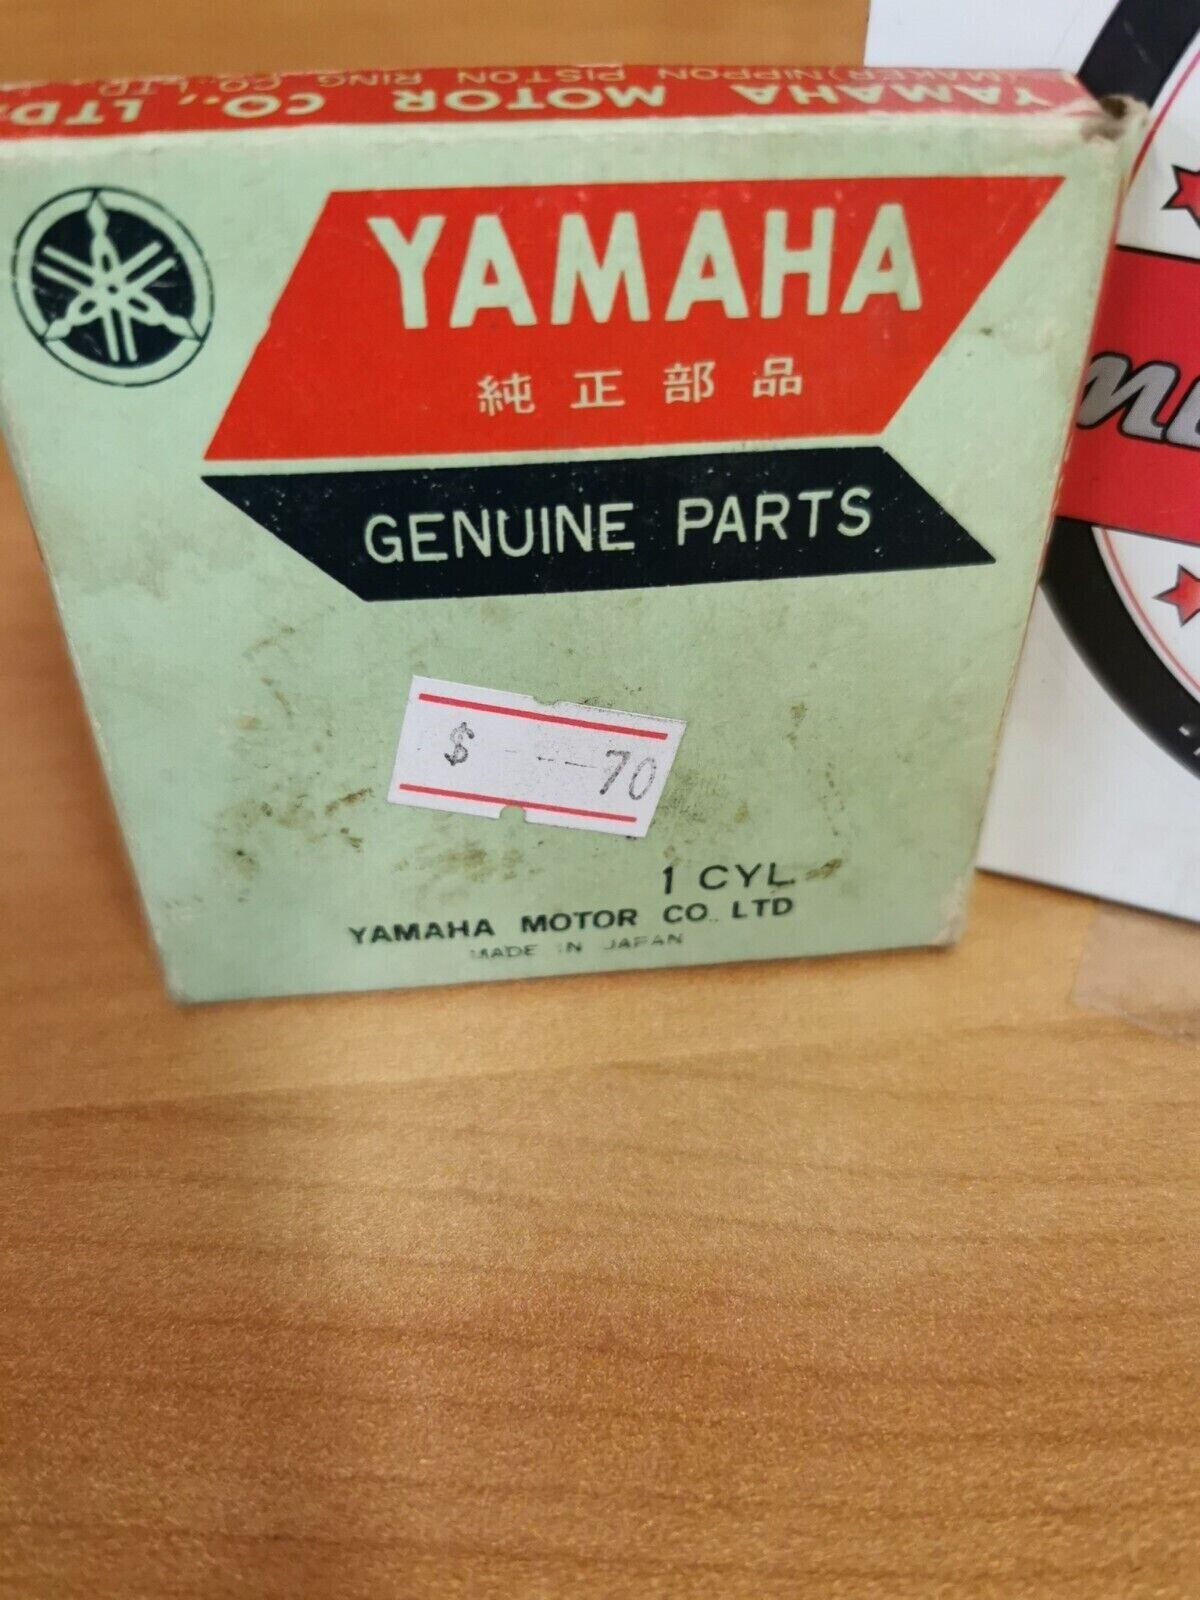 YAMAHA MOTOR CO., LTD.
(MAKER) NIPPON PISTON RING CO., LTD.
YAMAHA
純正部品
GENUINE PARTS
$ - --70
1 CYL
YAMAHA MOTOR CO., LTD
MADE IN JAPAN